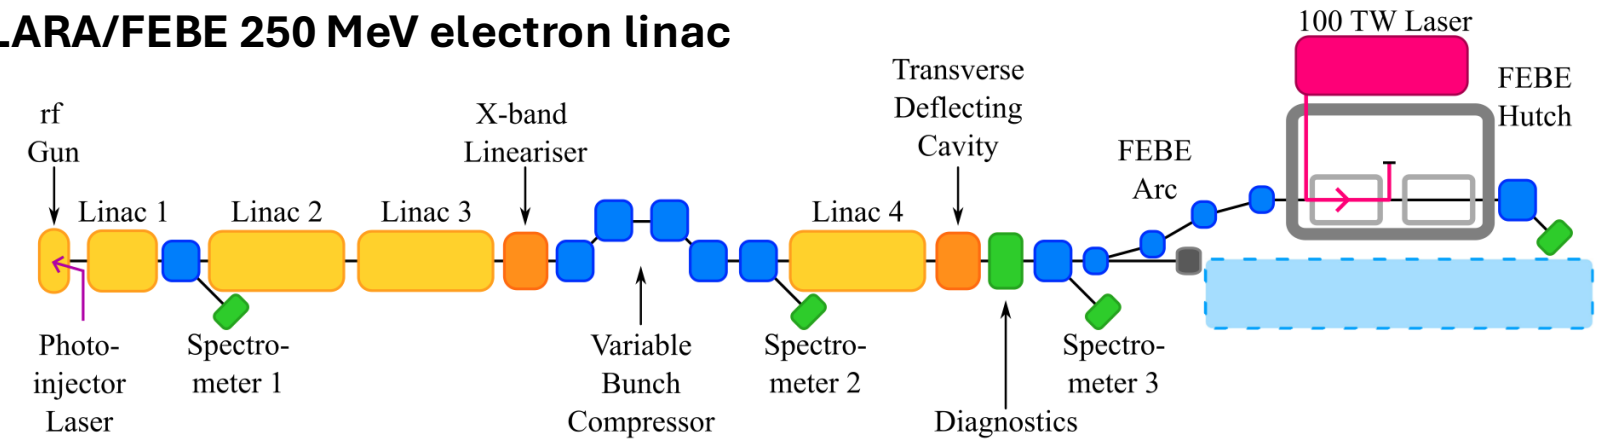 LARA/FEBE 250 MeV electron linac
100 TW Laser
Transverse
Deflecting
Cavity
FEBE
Hutch
rf
Gun
X-band
Lineariser
FEBE
Arc
Linac 1
Linac 2
Linac 3
Linac 4
Photo-
injector
Laser
Spectro-
meter 1
Variable
Bunch
Compressor
Spectro-
meter 2
Diagnostics
Spectro-
meter 3